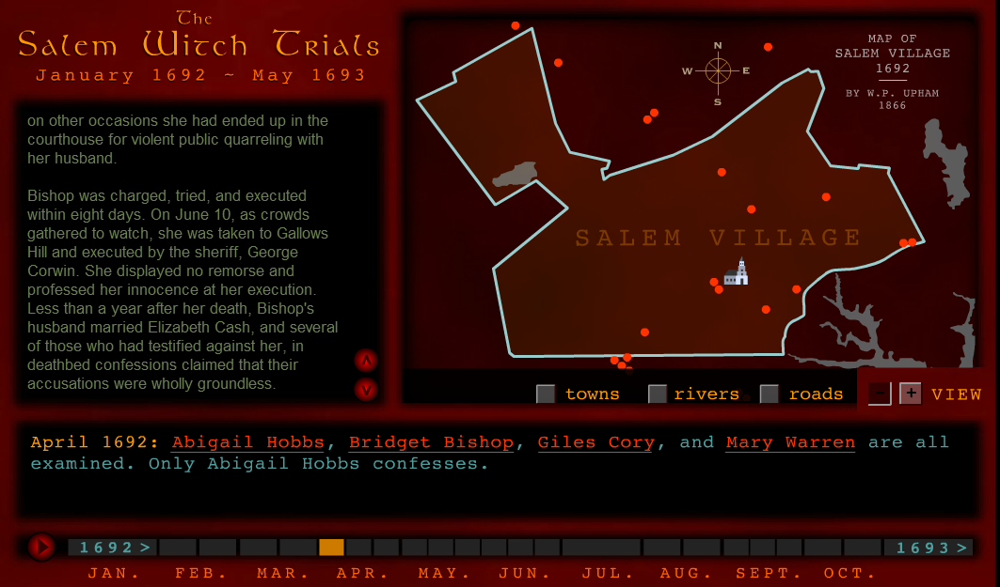 The
Salem Witch Trials
January 1692 ~ May 1693
on other occasions she had ended up in the
courthouse for violent public quarreling with
her husband.
Bishop was charged, tried, and executed
within eight days. On June 10, as crowds
gathered to watch, she was taken to Gallows
Hill and executed by the sheriff, George
Corwin. She displayed no remorse and
professed her innocence at her execution.
Less than a year after her death, Bishop's
husband married Elizabeth Cash, and several
of those who had testified against her, in
deathbed confessions claimed that their
accusations were wholly groundless.
N
W E
S
MAP OF
SALEM VILLAGE
1692
BY W.P. UPHAM
1866
SALEM VILLAGE
towns rivers roads - + VIEW
April 1692: Abigail Hobbs, Bridget Bishop, Giles Cory, and Mary Warren are all
examined. Only Abigail Hobbs confesses.
1692 > 1693 >
JAN. FEB. MAR. APR. MAY. JUN. JUL. AUG. SEPT. OCT.